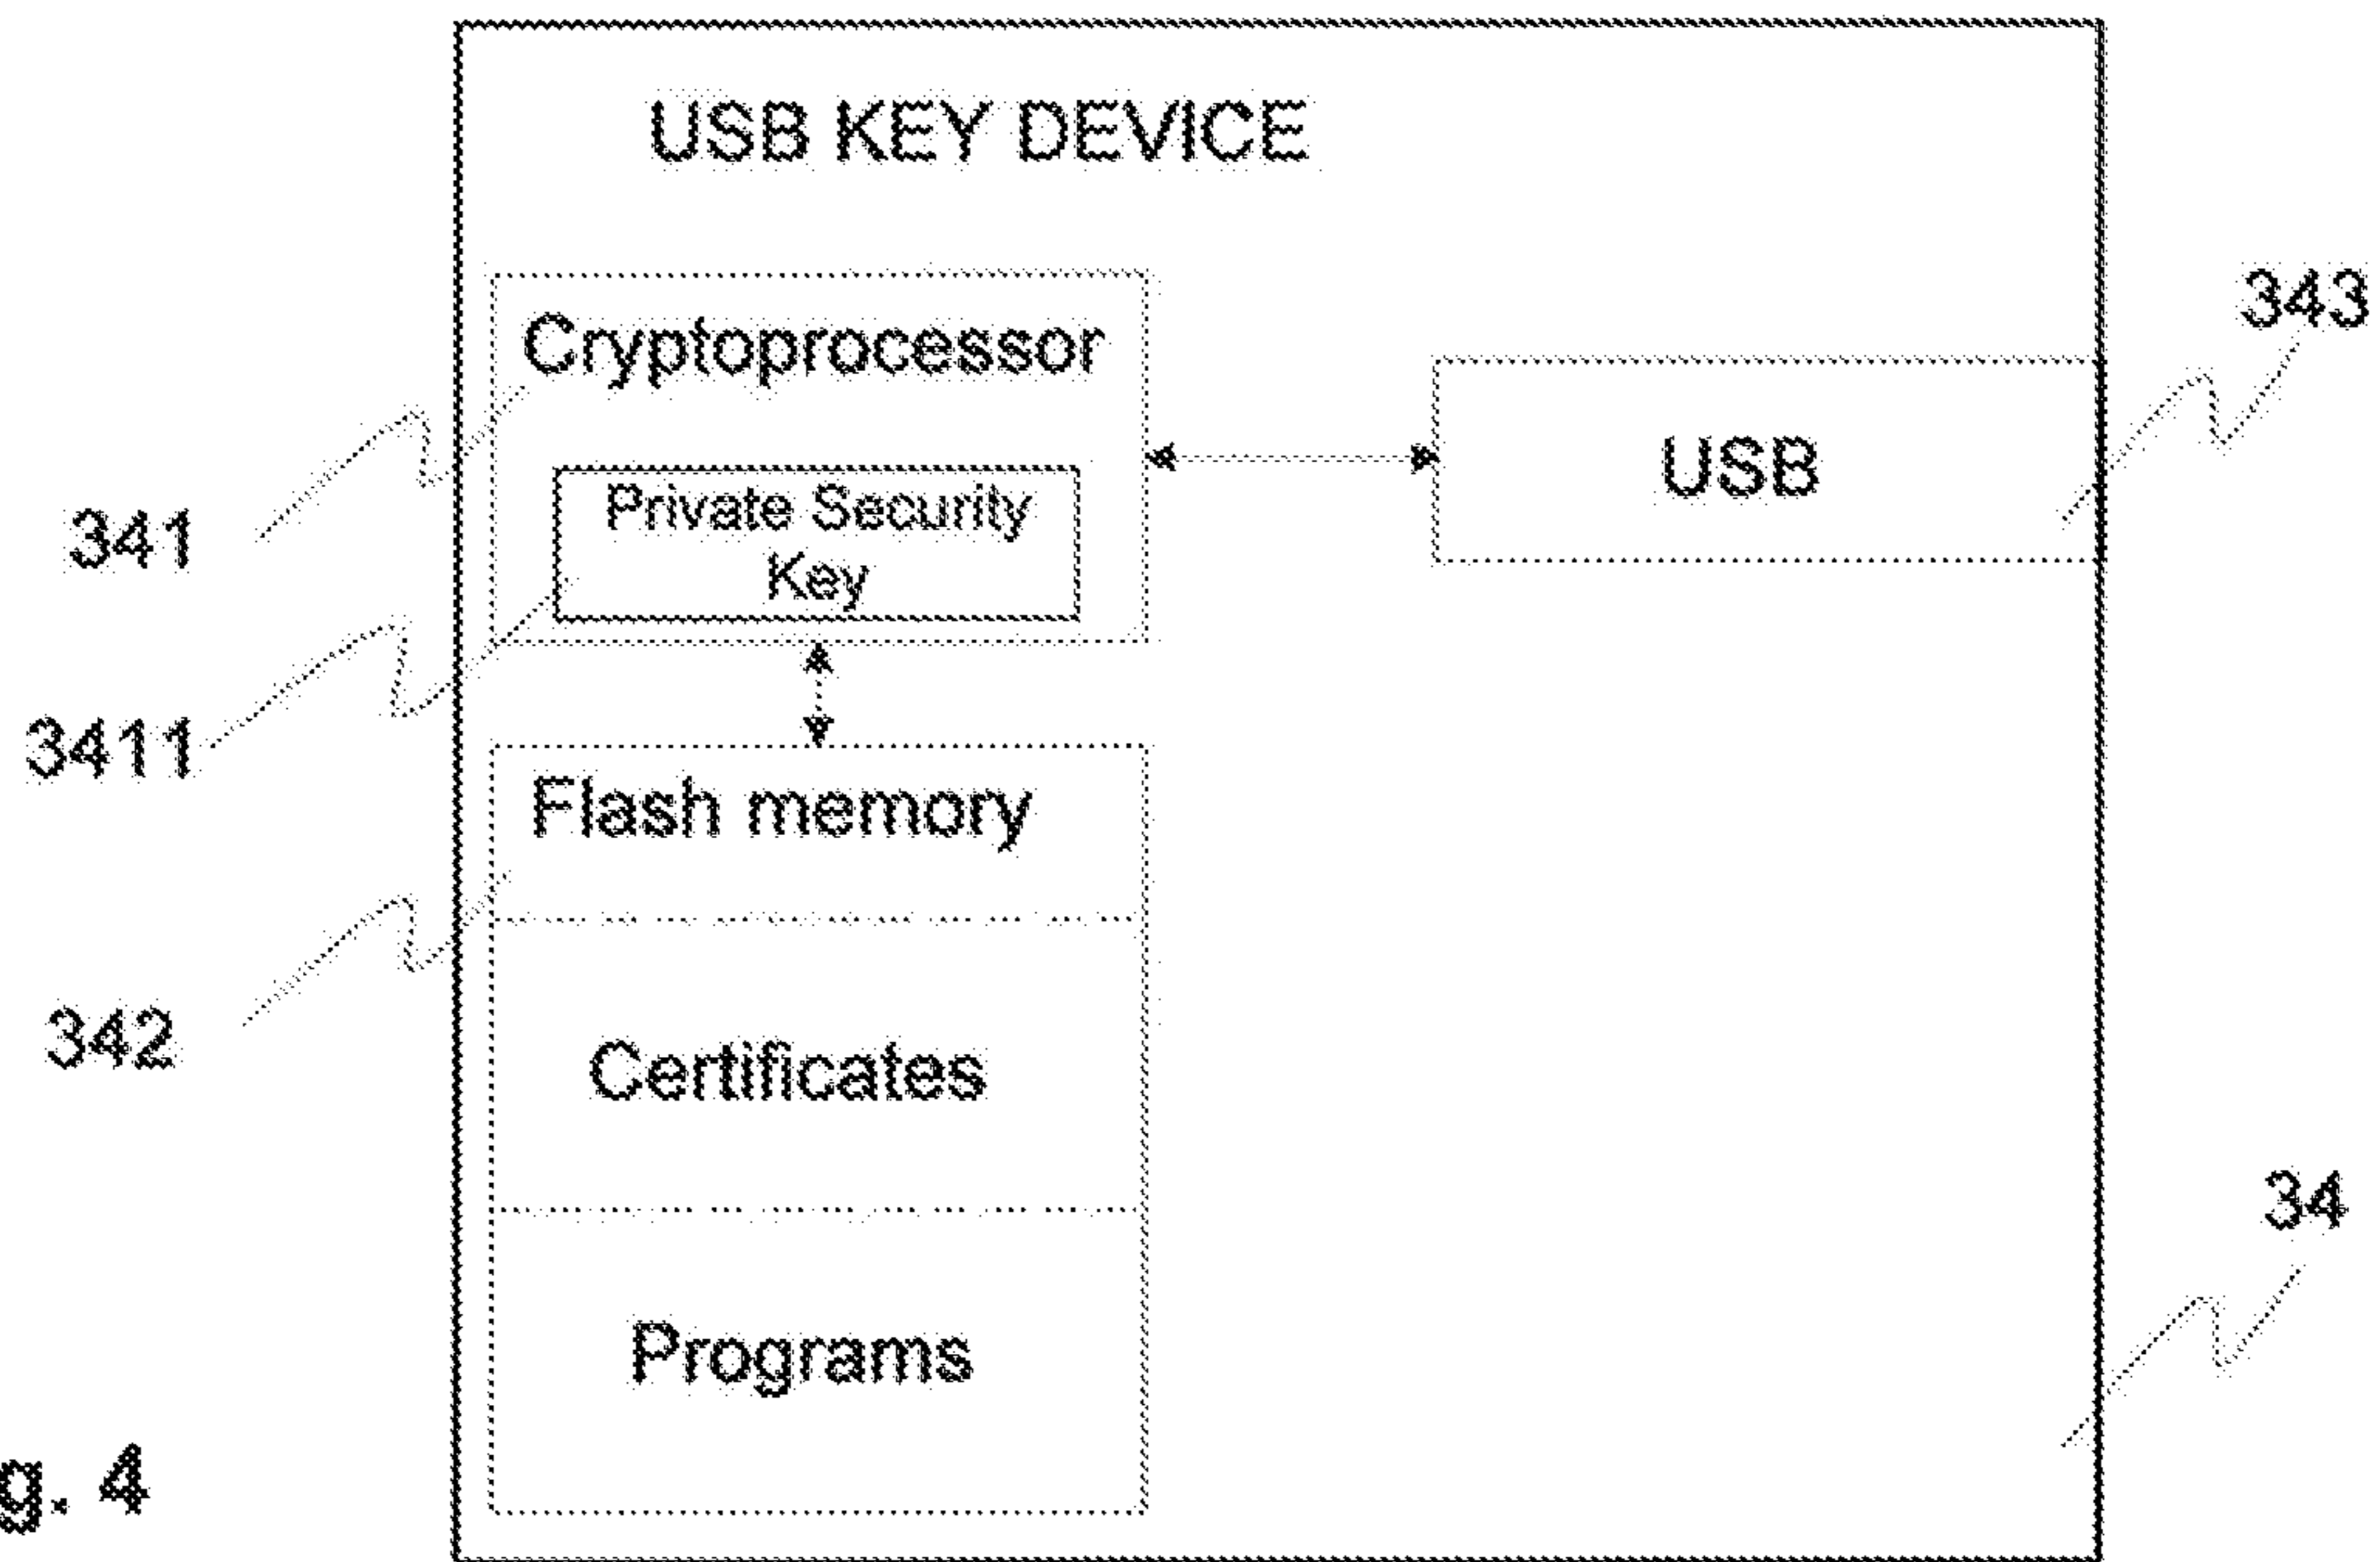 USB KEY DEVICE
343
Cryptoprocessor
USB
Private Security
Key
341
3411
Flash memory
342
Certificates
34
Programs
g. 4